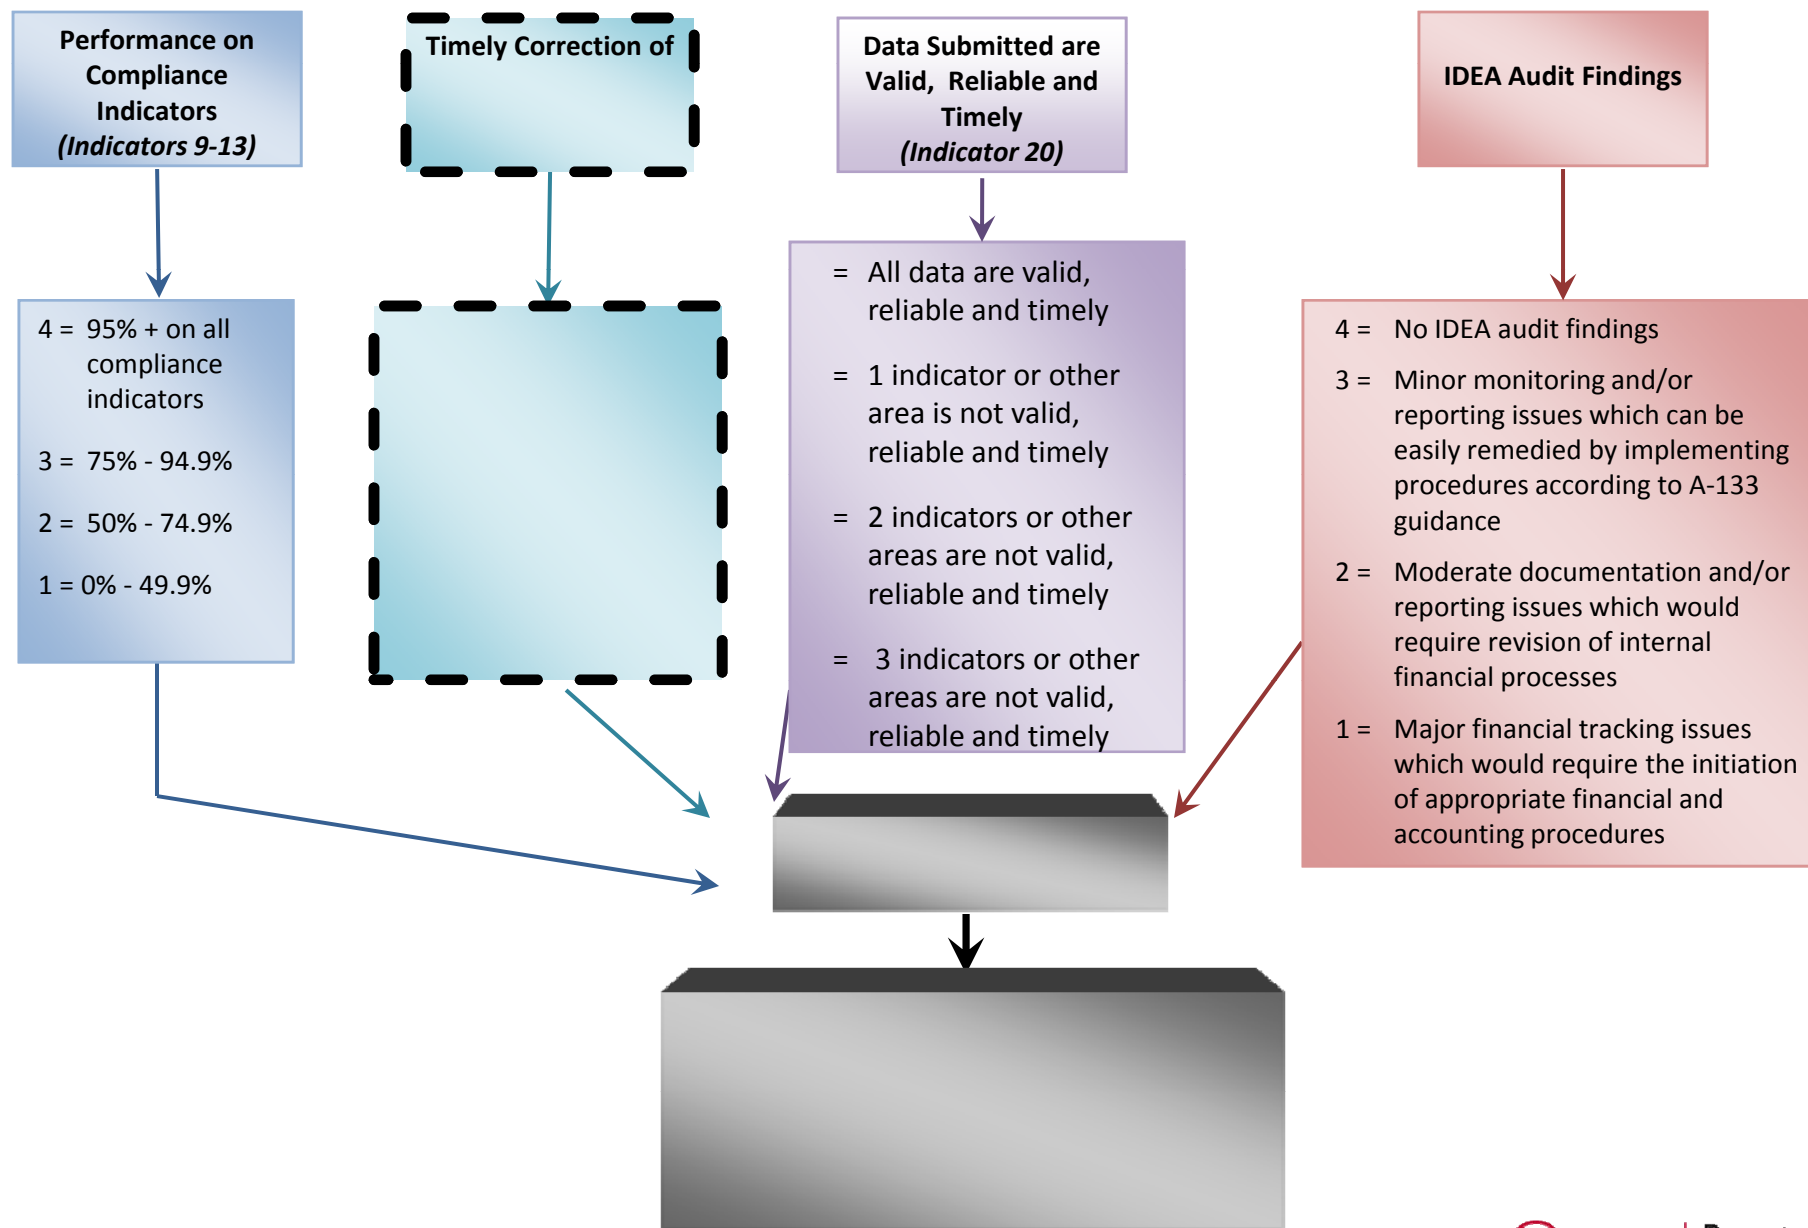 Performance on
Compliance
Indicators
(Indicators 9-13)
Timely Correction of
Data Submitted are
Valid, Reliable and
Timely
(Indicator 20)
IDEA Audit Findings
4 = 95% + on all
compliance
indicators
3 = 75% - 94.9%
2 = 50% - 74.9%
1 = 0% - 49.9%
= All data are valid,
reliable and timely
= 1 indicator or other
area is not valid,
reliable and timely
= 2 indicators or other
areas are not valid,
reliable and timely
= 3 indicators or other
areas are not valid,
reliable and timely
4 = No IDEA audit findings
3 = Minor monitoring and/or
reporting issues which can be
easily remedied by implementing
procedures according to A-133
guidance
2 = Moderate documentation and/or
reporting issues which would
require revision of internal
financial processes
1 = Major financial tracking issues
which would require the initiation
of appropriate financial and
accounting procedures